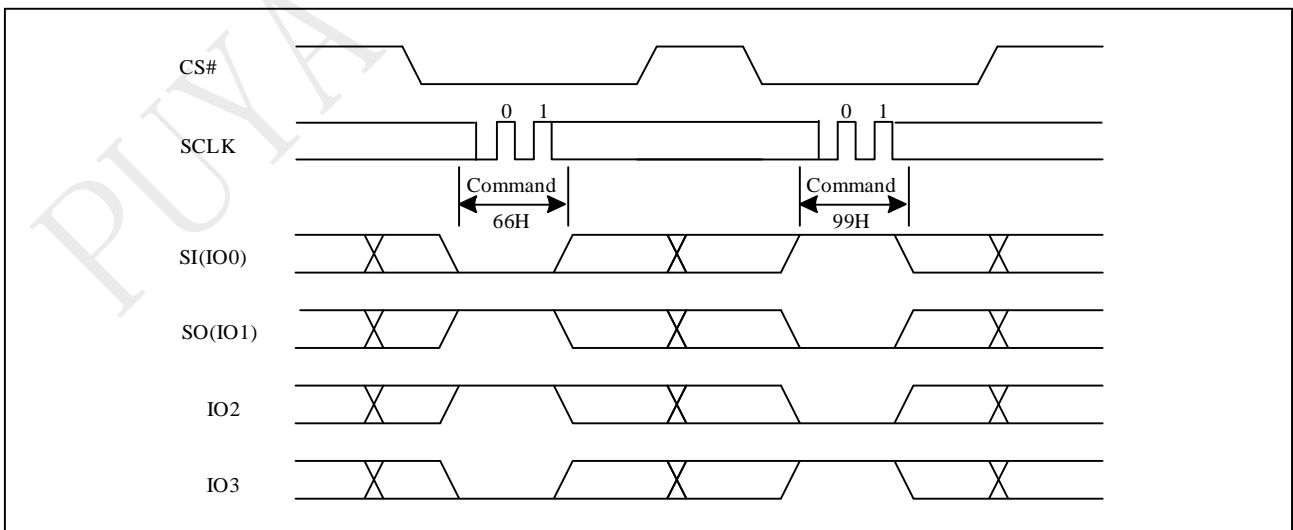 PUYA
CS#
0 1 0 1
SCLK
Command Command
66H 99H
SI(IO0)
SO(IO1)
IO2
IO3